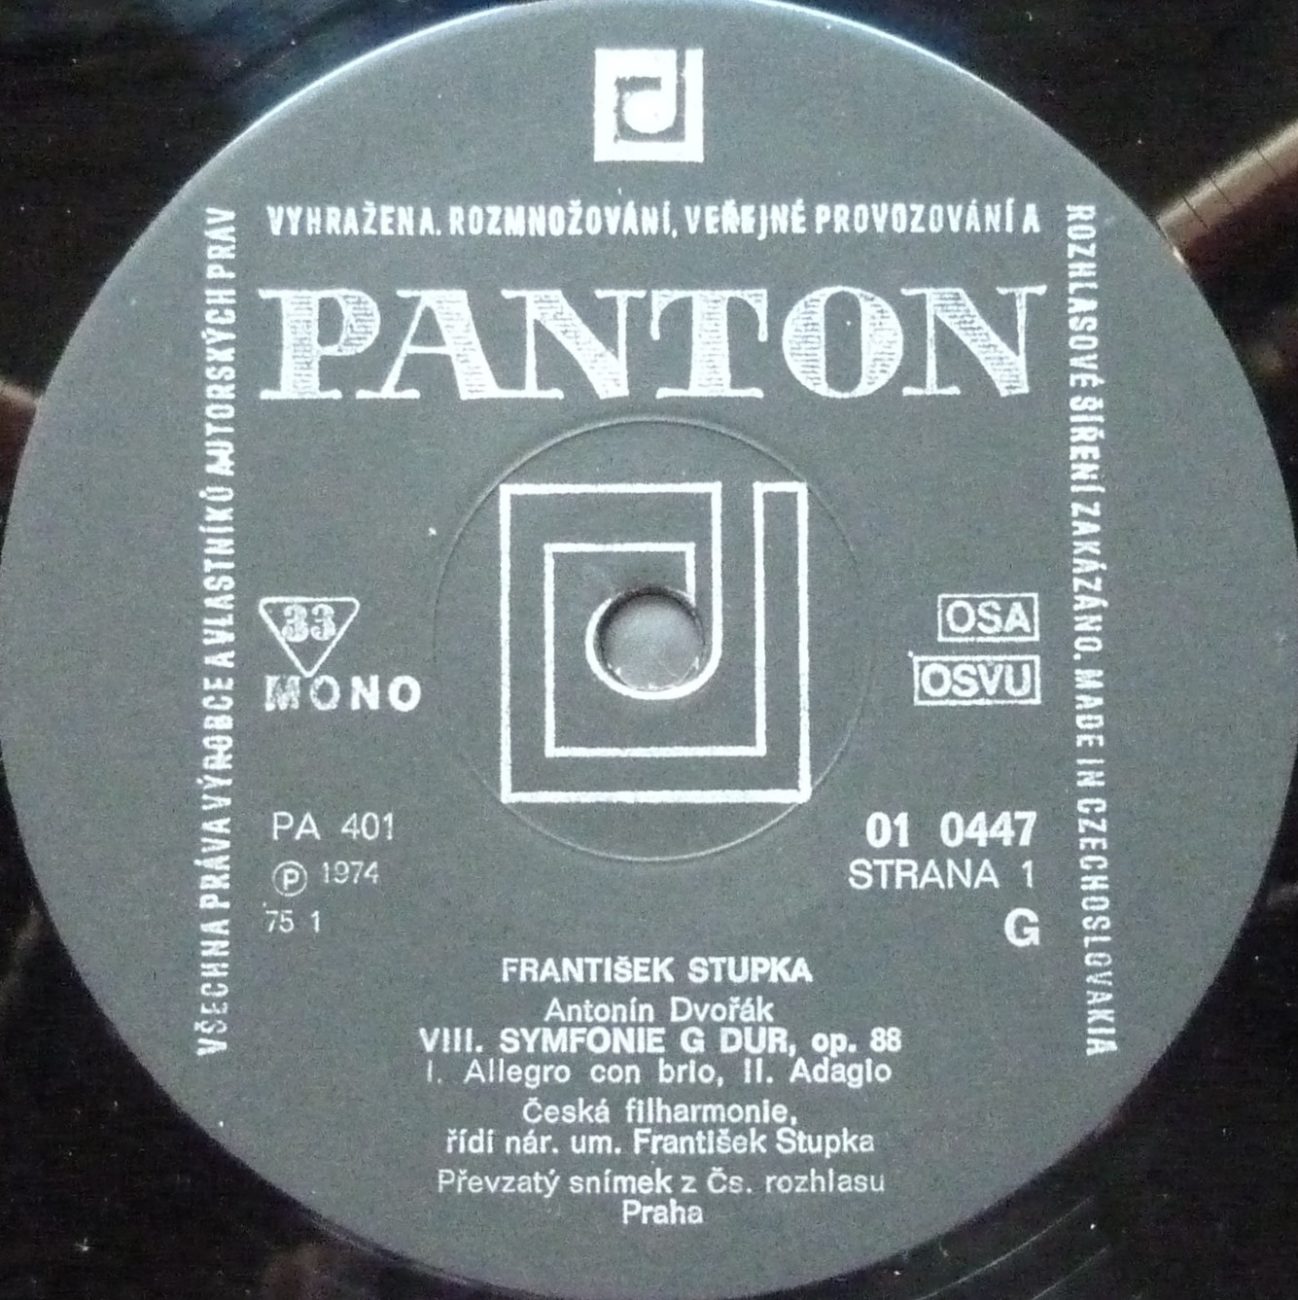 VŠECHNA PRÁVA VÝROBCE A VLASTNÍKŮ AUTORSKÝCH PRÁV
VYHRAŽENA. ROZMNOŽOVÁNÍ, VEŘEJNÉ PROVOZOVÁNÍ A
ROZHLASOVÉ ŠÍŘENÍ ZAKÁZÁNO. MADE IN CZECHOSLOVAKIA
PANTON
33
MONO
OSA
OSVU
PA 401
℗ 1974
75 1
01 0447
STRANA 1
G
FRANTIŠEK STUPKA
Antonín Dvořák
VIII. SYMFONIE G DUR, op. 88
I. Allegro con brio, II. Adagio
Česká filharmonie,
řídí nár. um. František Stupka
Převzatý snímek z Čs. rozhlasu
Praha